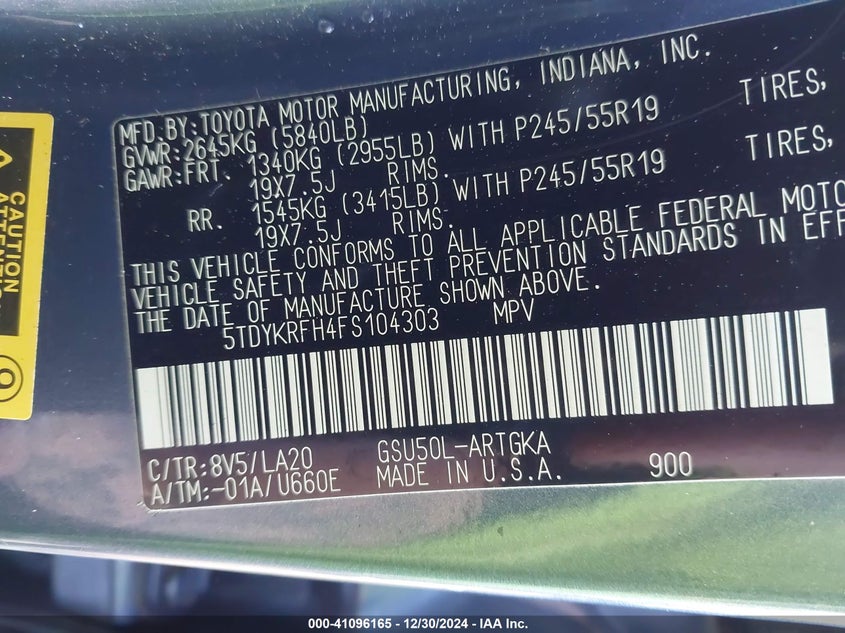 MFD.BY:TOYOTA MOTOR MANUFACTURING, INDIANA, INC.
GVWR:2645KG (5840LB)
GAWR:FRT. 1340KG (2955LB) WITH P245/55R19 TIRES,
19X7.5J RIMS.
RR. 1545KG (3415LB) WITH P245/55R19 TIRES,
19X7.5J RIMS.
THIS VEHICLE CONFORMS TO ALL APPLICABLE FEDERAL MOTO
VEHICLE SAFETY AND THEFT PREVENTION STANDARDS IN EFF
THE DATE OF MANUFACTURE SHOWN ABOVE.
5TDYKRFH4FS104303 MPV
C/TR:8V5/LA20 GSU50L-ARTGKA
A/TM:-01A/U660E MADE IN U.S.A. 900
CAUTION
000-41096165 - 12/30/2024 - IAA Inc.